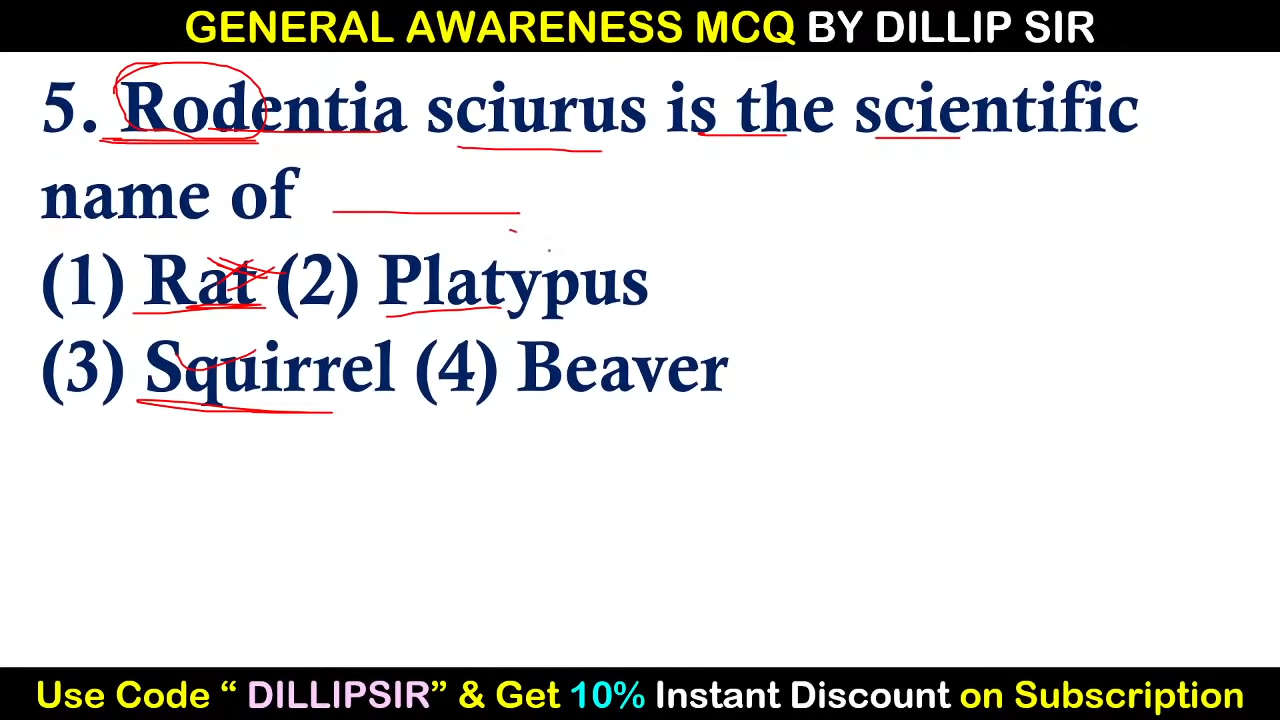 GENERAL AWARENESS MCQ BY DILLIP SIR
5. Rodentia sciurus is the scientific
name of
(1) Rat (2) Platypus
(3) Squirrel (4) Beaver
Use Code “ DILLIPSIR” & Get 10% Instant Discount on Subscription